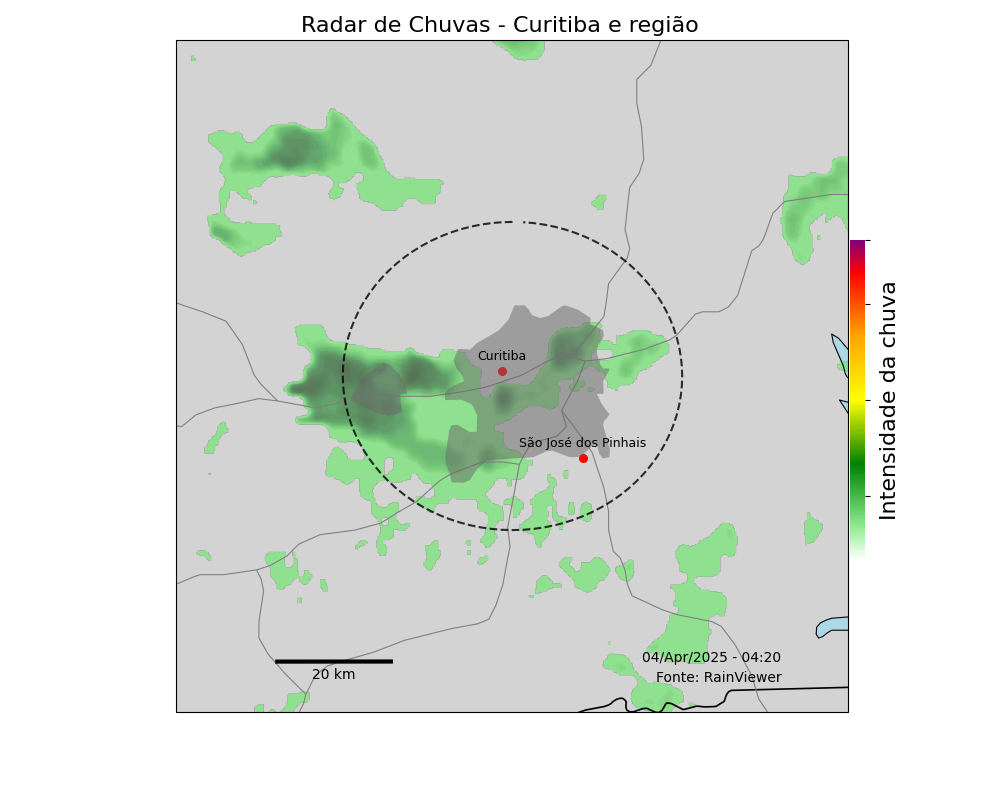 Radar de Chuvas - Curitiba e região
Curitiba
São José dos Pinhais
Intensidade da chuva
04/Apr/2025 - 04:20
20 km
Fonte: RainViewer